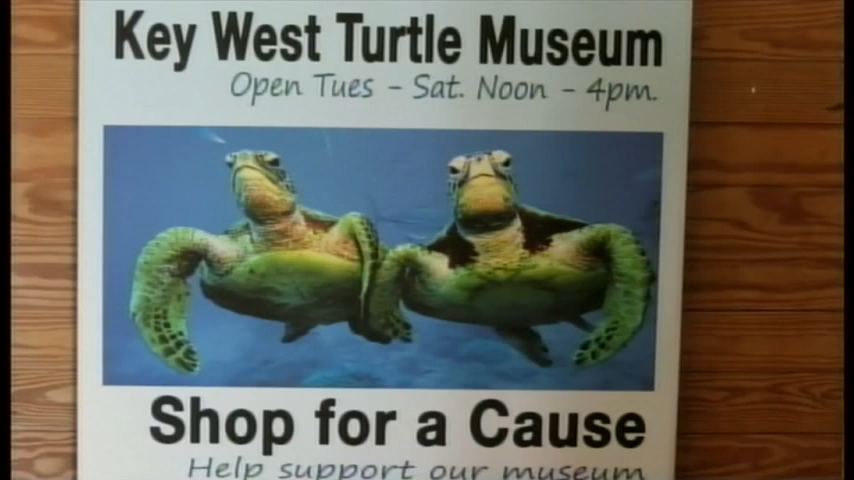 Key West Turtle Museum
Open Tues - Sat. Noon - 4pm.
Shop for a Cause
Help support our museum